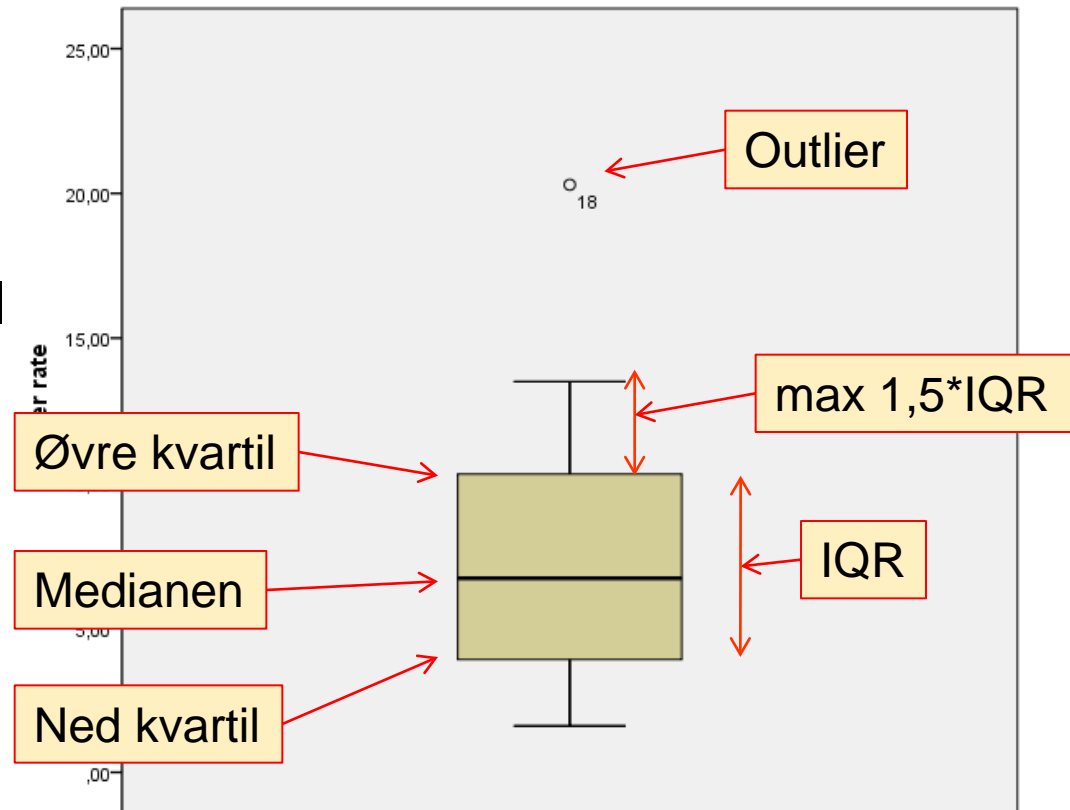 25,00
Outlier
20,00
18
15,00
er rate
max 1,5*IQR
Øvre kvartil
IQR
Medianen
5,00
Ned kvartil
,00